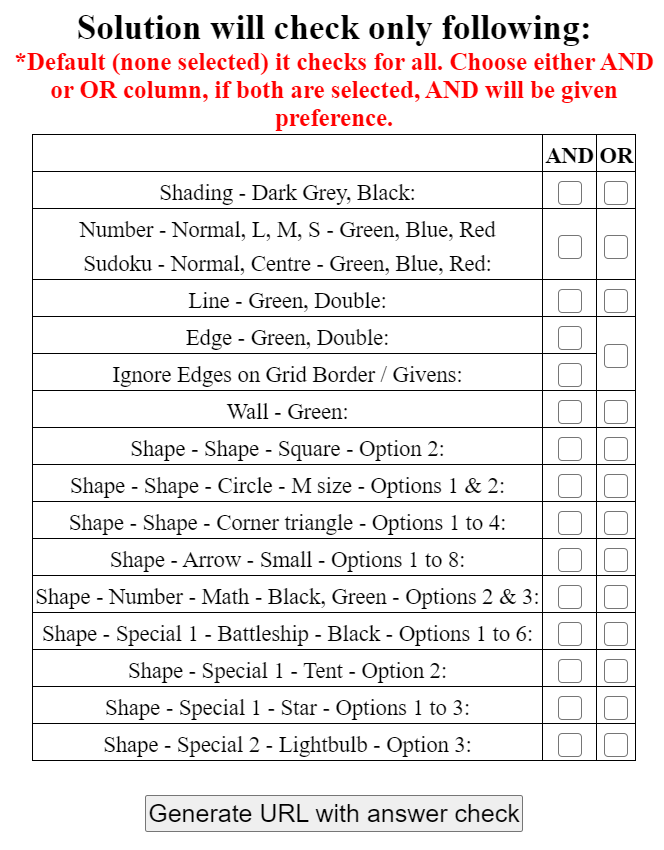 Solution will check only following:
*Default (none selected) it checks for all. Choose either AND
or OR column, if both are selected, AND will be given
preference.
AND OR
Shading - Dark Grey, Black:
Number - Normal, L, M, S - Green, Blue, Red
Sudoku - Normal, Centre - Green, Blue, Red:
Line - Green, Double:
Edge - Green, Double:
Ignore Edges on Grid Border / Givens:
Wall - Green:
Shape - Shape - Square - Option 2:
Shape - Shape - Circle - M size - Options 1 & 2:
Shape - Shape - Corner triangle - Options 1 to 4:
Shape - Arrow - Small - Options 1 to 8:
Shape - Number - Math - Black, Green - Options 2 & 3:
Shape - Special 1 - Battleship - Black - Options 1 to 6:
Shape - Special 1 - Tent - Option 2:
Shape - Special 1 - Star - Options 1 to 3:
Shape - Special 2 - Lightbulb - Option 3:
Generate URL with answer check